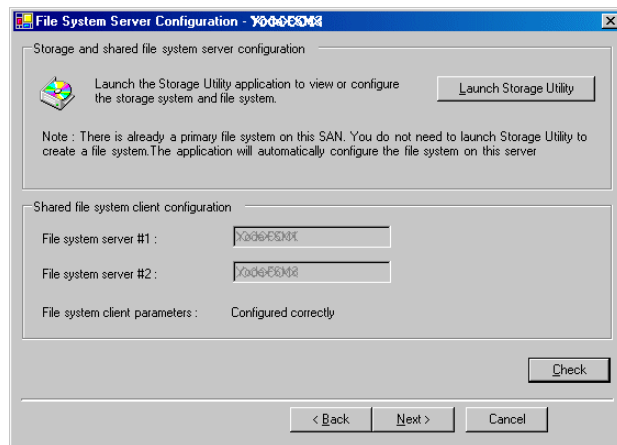 File System Server Configuration -
Storage and shared file system server configuration
Launch the Storage Utility application to view or configure
the storage system and file system.
Launch Storage Utility
Note : There is already a primary file system on this SAN. You do not need to launch Storage Utility to
create a file system.The application will automatically configure the file system on this server
Shared file system client configuration
File system server #1 :
File system server #2 :
File system client parameters :    Configured correctly
Check
< Back    Next >    Cancel